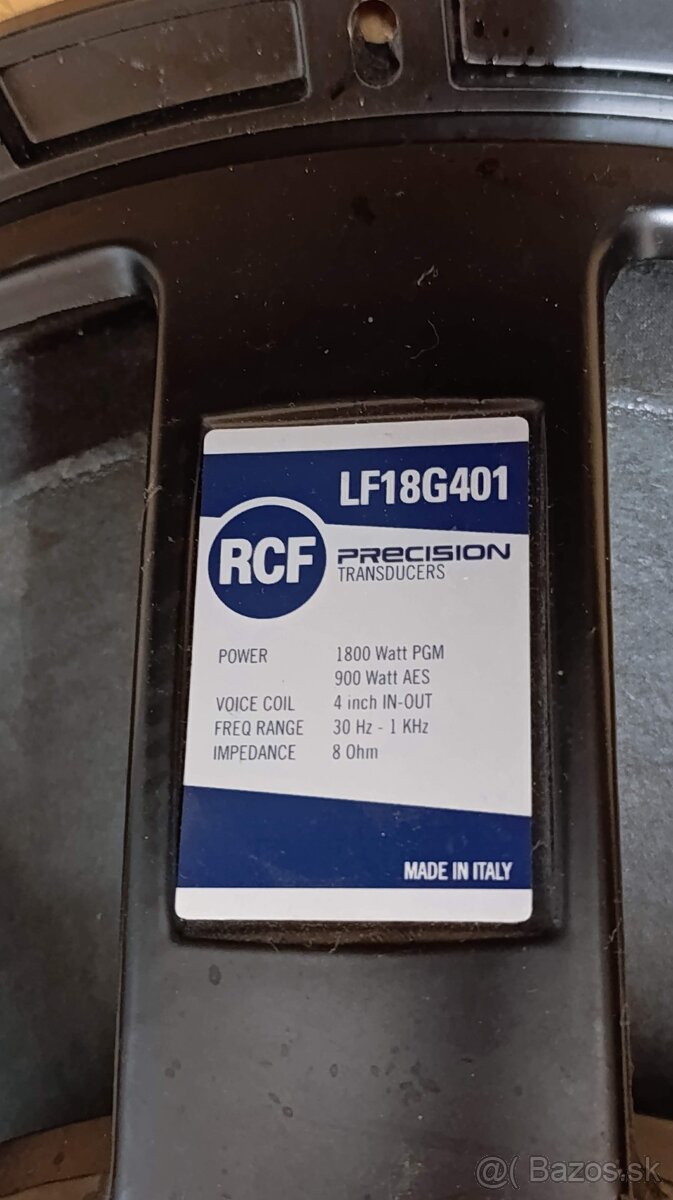 LF18G401
RCF PRECISION
TRANSDUCERS
POWER 1800 Watt PGM
900 Watt AES
VOICE COIL 4 inch IN-OUT
FREQ RANGE 30 Hz - 1 KHz
IMPEDANCE 8 Ohm
MADE IN ITALY
@( Bazos.sk